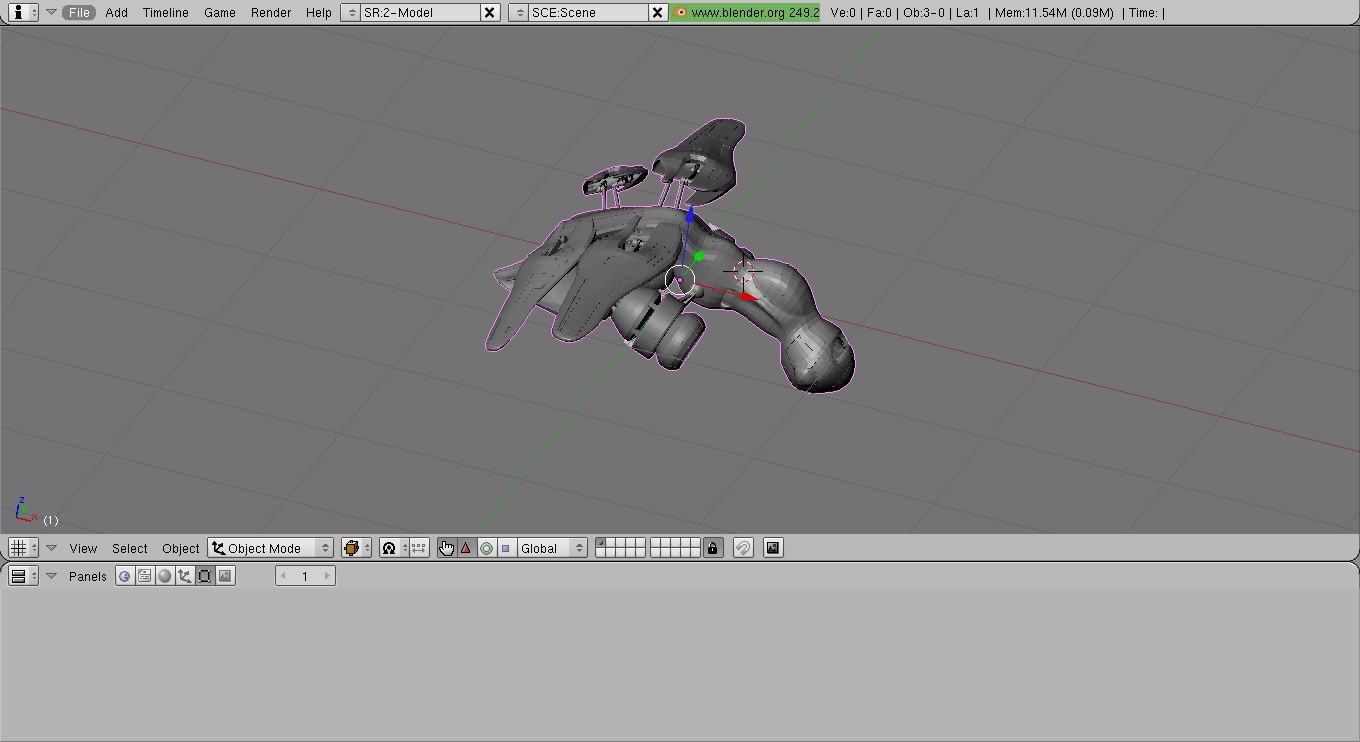 File Add Timeline Game Render Help SR:2-Model SCE:Scene www.blender.org 249.2 Ve:0 | Fa:0 | Ob:3-0 | La:1 | Mem:11.54M (0.09M) | Time: |
z
x (1)
View Select Object Object Mode Global
Panels 1